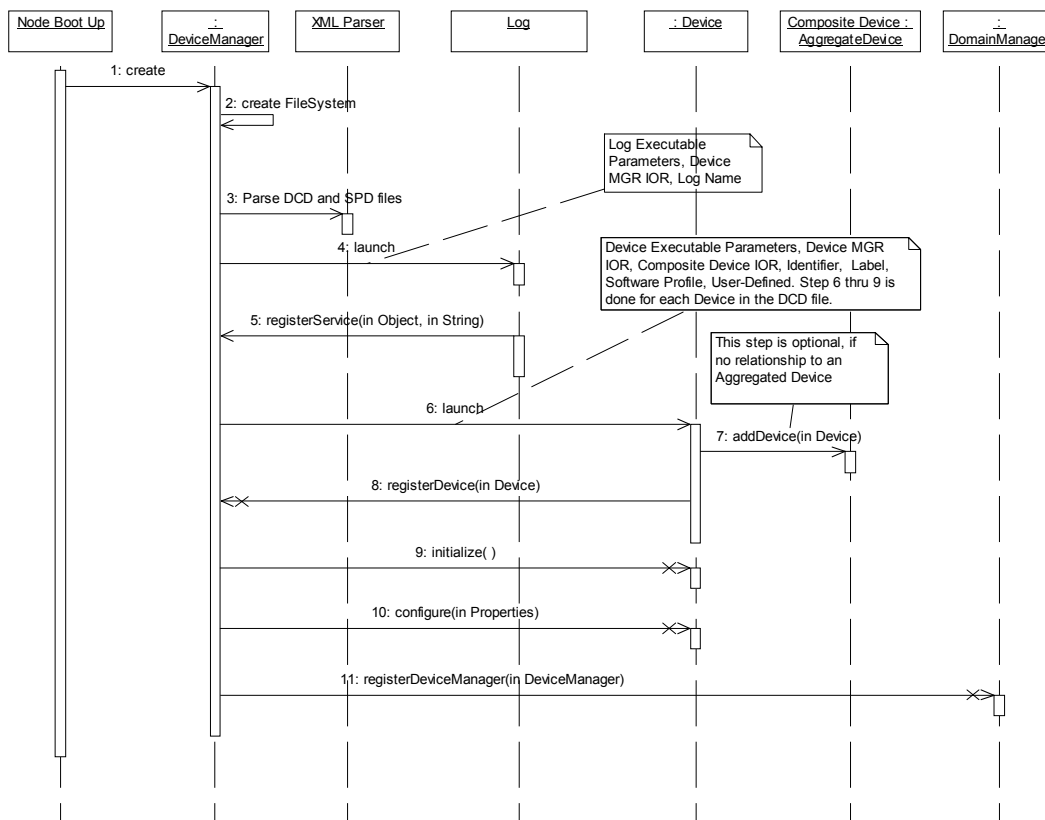 Node Boot Up
:
DeviceManager
XML Parser
Log
: Device
Composite Device :
AggregateDevice
:
DomainManager
1: create
2: create FileSystem
Log Executable
Parameters, Device
MGR IOR, Log Name
3: Parse DCD and SPD files
4: launch
Device Executable Parameters, Device MGR
IOR, Composite Device IOR, Identifier, Label,
Software Profile, User-Defined. Step 6 thru 9 is
done for each Device in the DCD file.
5: registerService(in Object, in String)
This step is optional, if
no relationship to an
Aggregated Device
6: launch
7: addDevice(in Device)
8: registerDevice(in Device)
9: initialize( )
10: configure(in Properties)
11: registerDeviceManager(in DeviceManager)